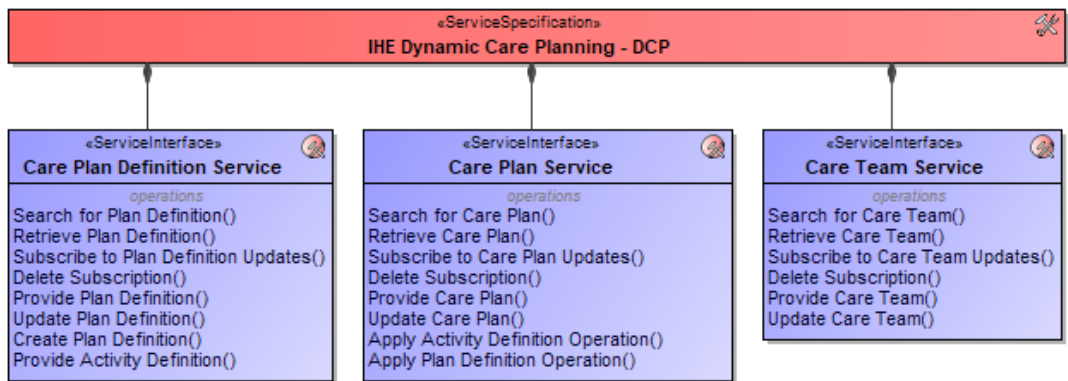 «ServiceSpecification»
IHE Dynamic Care Planning - DCP
«ServiceInterface»
Care Plan Definition Service
operations
Search for Plan Definition()
Retrieve Plan Definition()
Subscribe to Plan Definition Updates()
Delete Subscription()
Provide Plan Definition()
Update Plan Definition()
Create Plan Definition()
Provide Activity Definition()
«ServiceInterface»
Care Plan Service
operations
Search for Care Plan()
Retrieve Care Plan()
Subscribe to Care Plan Updates()
Delete Subscription()
Provide Care Plan()
Update Care Plan()
Apply Activity Definition Operation()
Apply Plan Definition Operation()
«ServiceInterface»
Care Team Service
operations
Search for Care Team()
Retrieve Care Team()
Subscribe to Care Team Updates()
Delete Subscription()
Provide Care Team()
Update Care Team()